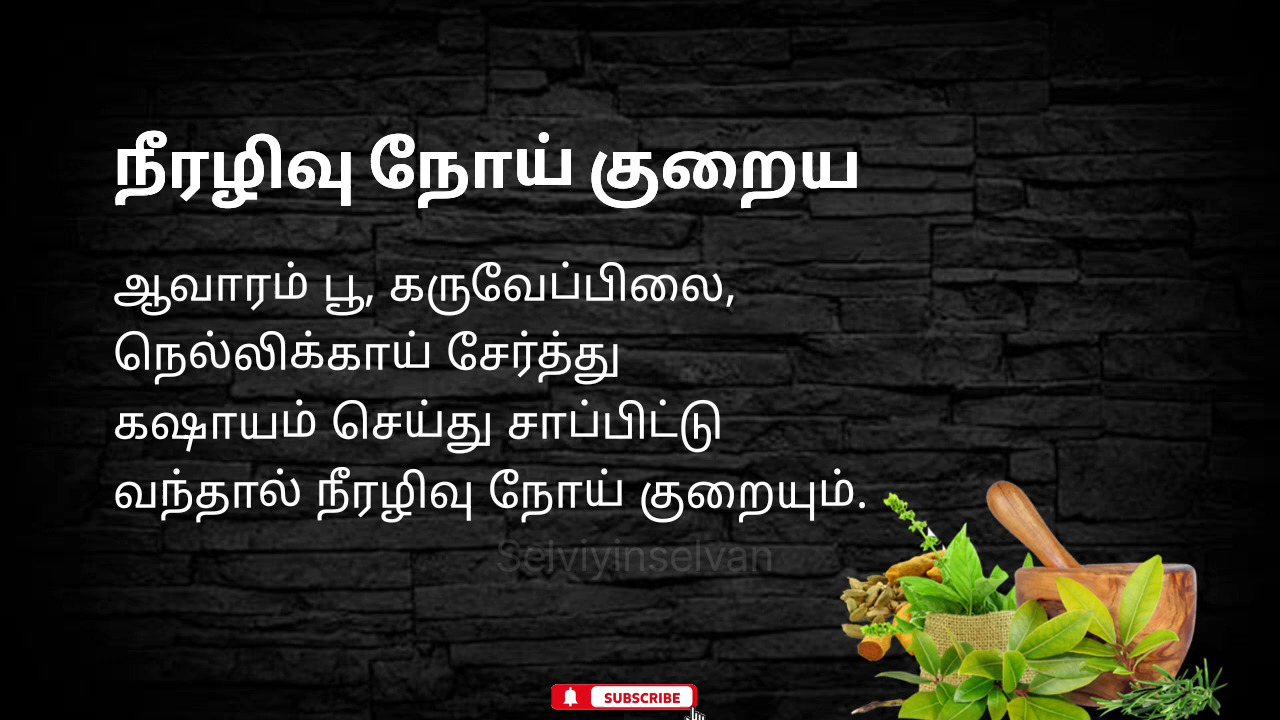 நீரழிவு நோய் குறைய
ஆவாரம் பூ, கருவேப்பிலை,
நெல்லிக்காய் சேர்த்து
கஷாயம் செய்து சாப்பிட்டு
வந்தால் நீரழிவு நோய் குறையும்.
Selviyinselvan
SUBSCRIBE